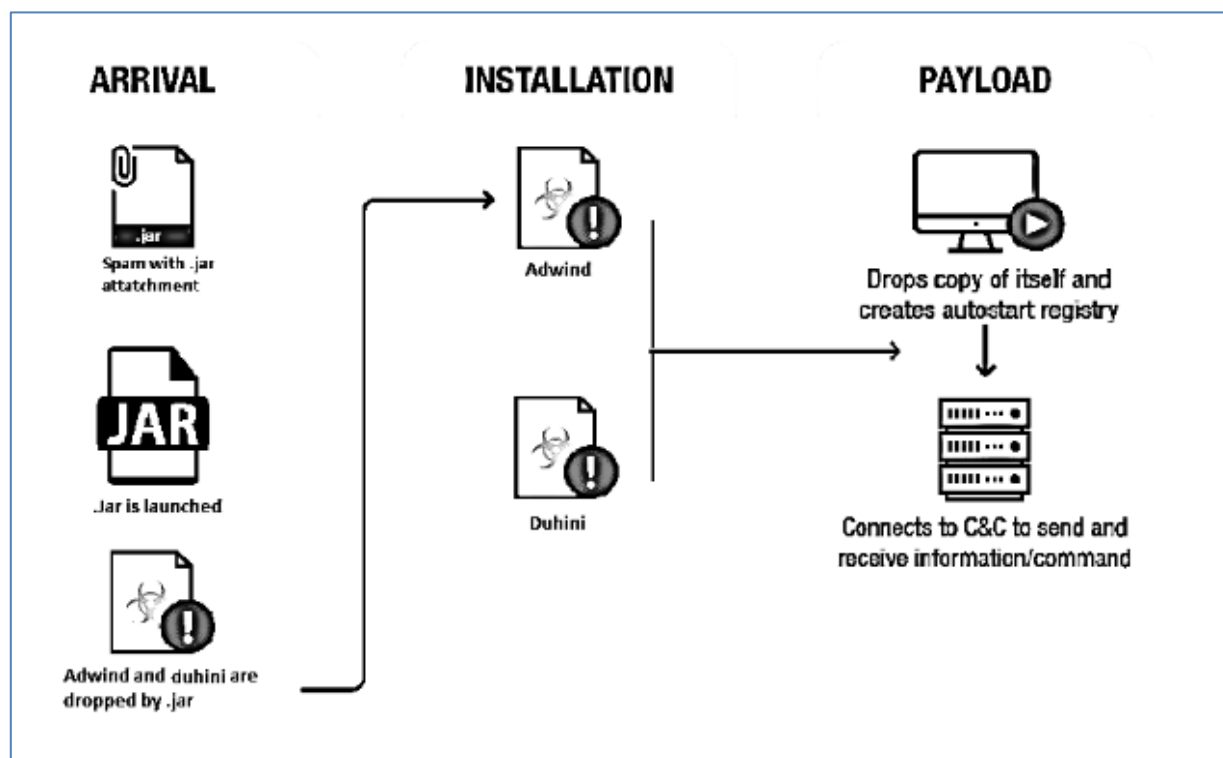 ARRIVAL
.jar
Spam with .jar
attatchment
JAR
.Jar is launched
Adwind and duhini are
dropped by .jar
INSTALLATION
Adwind
Duhini
PAYLOAD
Drops copy of itself and
creates autostart registry
Connects to C&C to send and
receive information/command